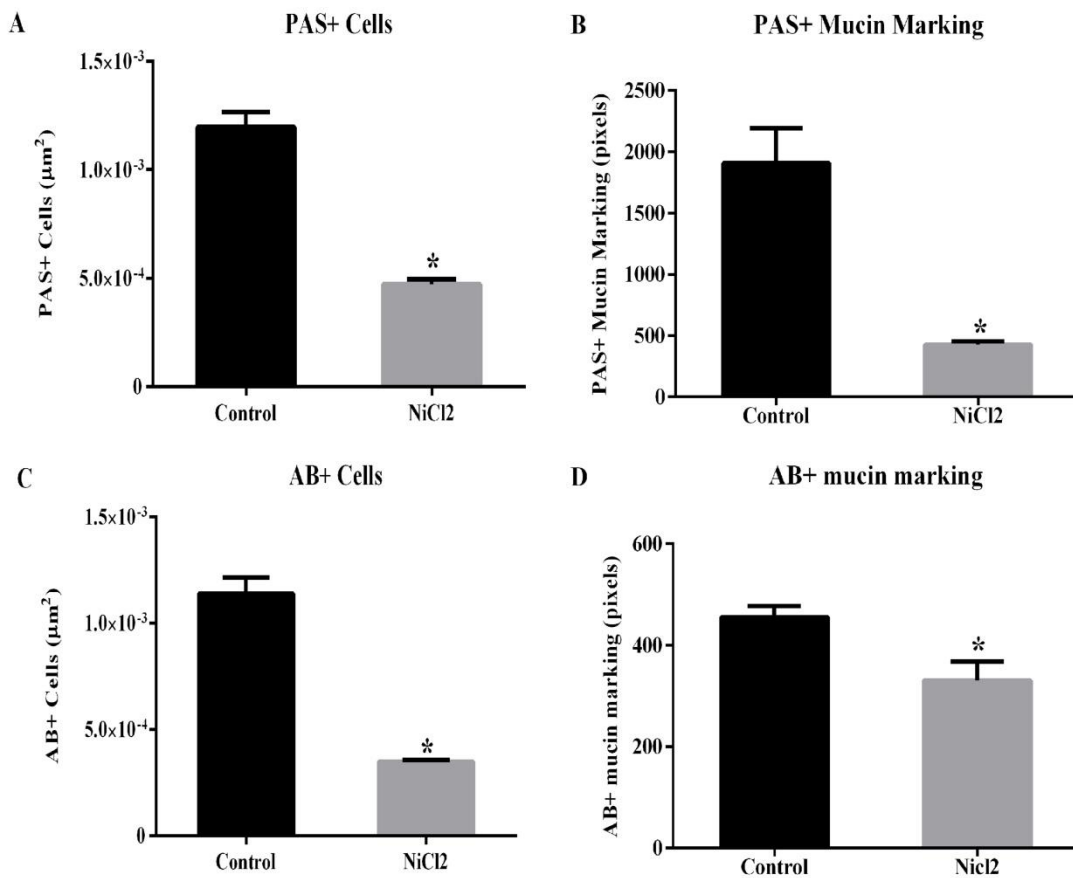 A
PAS+ Cells
PAS+ Cells (μm²)
1.5×10⁻³
1.0×10⁻³
5.0×10⁻⁴
0
*
Control
NiCl2
B
PAS+ Mucin Marking
PAS+ Mucin Marking (pixels)
2500
2000
1500
1000
500
0
*
Control
NiCl2
C
AB+ Cells
AB+ Cells (μm²)
1.5×10⁻³
1.0×10⁻³
5.0×10⁻⁴
0
*
Control
NiCl2
D
AB+ mucin marking
AB+ mucin marking (pixels)
600
400
200
0
*
Control
Nicl2